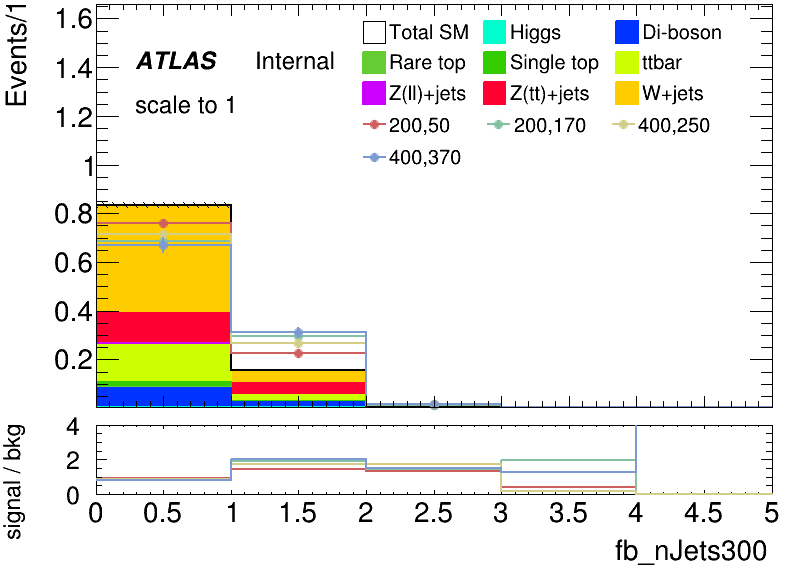 Events/1
1.6
1.4
1.2
1
0.8
0.6
0.4
0.2
ATLAS Internal
scale to 1
Total SM Higgs Di-boson
Rare top Single top ttbar
Z(ll)+jets Z(tt)+jets W+jets
200,50 200,170 400,250
400,370
signal / bkg
4
2
0
0 0.5 1 1.5 2 2.5 3 3.5 4 4.5 5
fb_nJets300